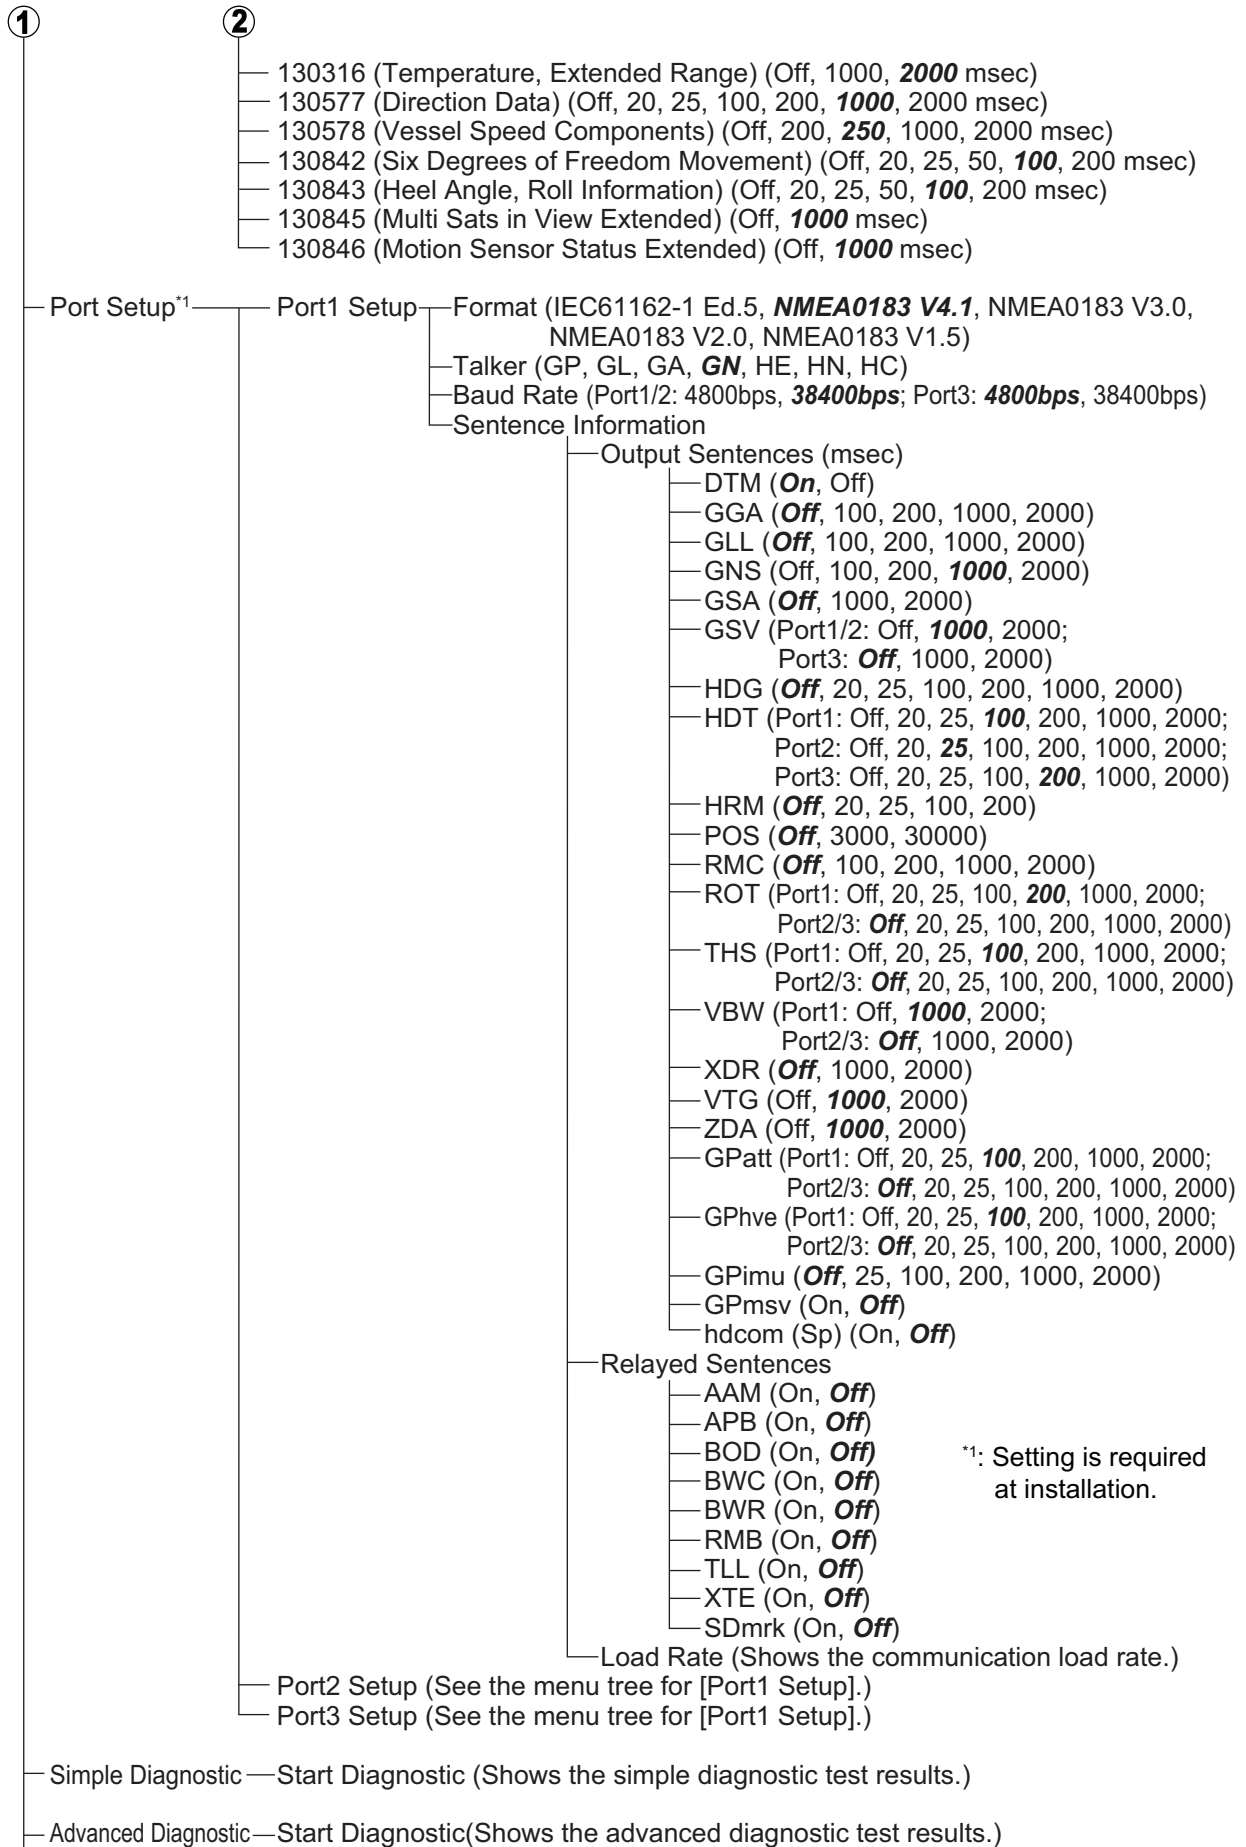 1 2
130316 (Temperature, Extended Range) (Off, 1000, 2000 msec)
130577 (Direction Data) (Off, 20, 25, 100, 200, 1000, 2000 msec)
130578 (Vessel Speed Components) (Off, 200, 250, 1000, 2000 msec)
130842 (Six Degrees of Freedom Movement) (Off, 20, 25, 50, 100, 200 msec)
130843 (Heel Angle, Roll Information) (Off, 20, 25, 50, 100, 200 msec)
130845 (Multi Sats in View Extended) (Off, 1000 msec)
130846 (Motion Sensor Status Extended) (Off, 1000 msec)
Port Setup*1 Port1 Setup Format (IEC61162-1 Ed.5, NMEA0183 V4.1, NMEA0183 V3.0,
NMEA0183 V2.0, NMEA0183 V1.5)
Talker (GP, GL, GA, GN, HE, HN, HC)
Baud Rate (Port1/2: 4800bps, 38400bps; Port3: 4800bps, 38400bps)
Sentence Information
Output Sentences (msec)
DTM (On, Off)
GGA (Off, 100, 200, 1000, 2000)
GLL (Off, 100, 200, 1000, 2000)
GNS (Off, 100, 200, 1000, 2000)
GSA (Off, 1000, 2000)
GSV (Port1/2: Off, 1000, 2000;
Port3: Off, 1000, 2000)
HDG (Off, 20, 25, 100, 200, 1000, 2000)
HDT (Port1: Off, 20, 25, 100, 200, 1000, 2000;
Port2: Off, 20, 25, 100, 200, 1000, 2000;
Port3: Off, 20, 25, 100, 200, 1000, 2000)
HRM (Off, 20, 25, 100, 200)
POS (Off, 3000, 30000)
RMC (Off, 100, 200, 1000, 2000)
ROT (Port1: Off, 20, 25, 100, 200, 1000, 2000;
Port2/3: Off, 20, 25, 100, 200, 1000, 2000)
THS (Port1: Off, 20, 25, 100, 200, 1000, 2000;
Port2/3: Off, 20, 25, 100, 200, 1000, 2000)
VBW (Port1: Off, 1000, 2000;
Port2/3: Off, 1000, 2000)
XDR (Off, 1000, 2000)
VTG (Off, 1000, 2000)
ZDA (Off, 1000, 2000)
GPatt (Port1: Off, 20, 25, 100, 200, 1000, 2000;
Port2/3: Off, 20, 25, 100, 200, 1000, 2000)
GPhve (Port1: Off, 20, 25, 100, 200, 1000, 2000;
Port2/3: Off, 20, 25, 100, 200, 1000, 2000)
GPimu (Off, 25, 100, 200, 1000, 2000)
GPmsv (On, Off)
hdcom (Sp) (On, Off)
Relayed Sentences
AAM (On, Off)
APB (On, Off)
BOD (On, Off)
BWC (On, Off)
BWR (On, Off)
RMB (On, Off)
TLL (On, Off)
XTE (On, Off)
SDmrk (On, Off)
*1: Setting is required
at installation.
Load Rate (Shows the communication load rate.)
Port2 Setup (See the menu tree for [Port1 Setup].)
Port3 Setup (See the menu tree for [Port1 Setup].)
Simple Diagnostic Start Diagnostic (Shows the simple diagnostic test results.)
Advanced Diagnostic Start Diagnostic(Shows the advanced diagnostic test results.)